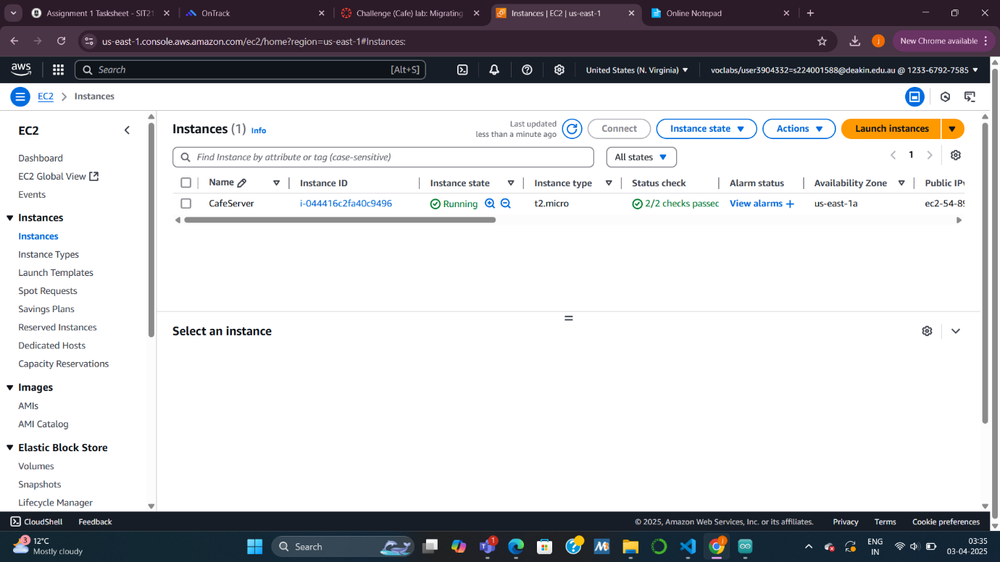 Assignment 1 Tasksheet - SIT21
OnTrack
Challenge (Cafe) lab: Migrating
Instances | EC2 | us-east-1
Online Notepad
us-east-1.console.aws.amazon.com/ec2/home?region=us-east-1#Instances:
New Chrome available
aws
Search
[Alt+S]
United States (N. Virginia)
voclabs/user3904332=s224001588@deakin.edu.au @ 1233-6792-7585
EC2
Instances
EC2
Dashboard
EC2 Global View
Events
Instances
Instances
Instance Types
Launch Templates
Spot Requests
Savings Plans
Reserved Instances
Dedicated Hosts
Capacity Reservations
Images
AMIs
AMI Catalog
Elastic Block Store
Volumes
Snapshots
Lifecycle Manager
Instances (1) Info
Last updated
less than a minute ago
Connect
Instance state
Actions
Launch instances
Find Instance by attribute or tag (case-sensitive)
All states
1
Name Instance ID Instance state Instance type Status check Alarm status Availability Zone Public IPv
CafeServer i-044416c2fa40c9496 Running t2.micro 2/2 checks passed View alarms + us-east-1a ec2-54-89
Select an instance
CloudShell Feedback
© 2025, Amazon Web Services, Inc. or its affiliates. Privacy Terms Cookie preferences
3
12°C
Mostly cloudy
Search
1
ENG
IN
03:35
03-04-2025